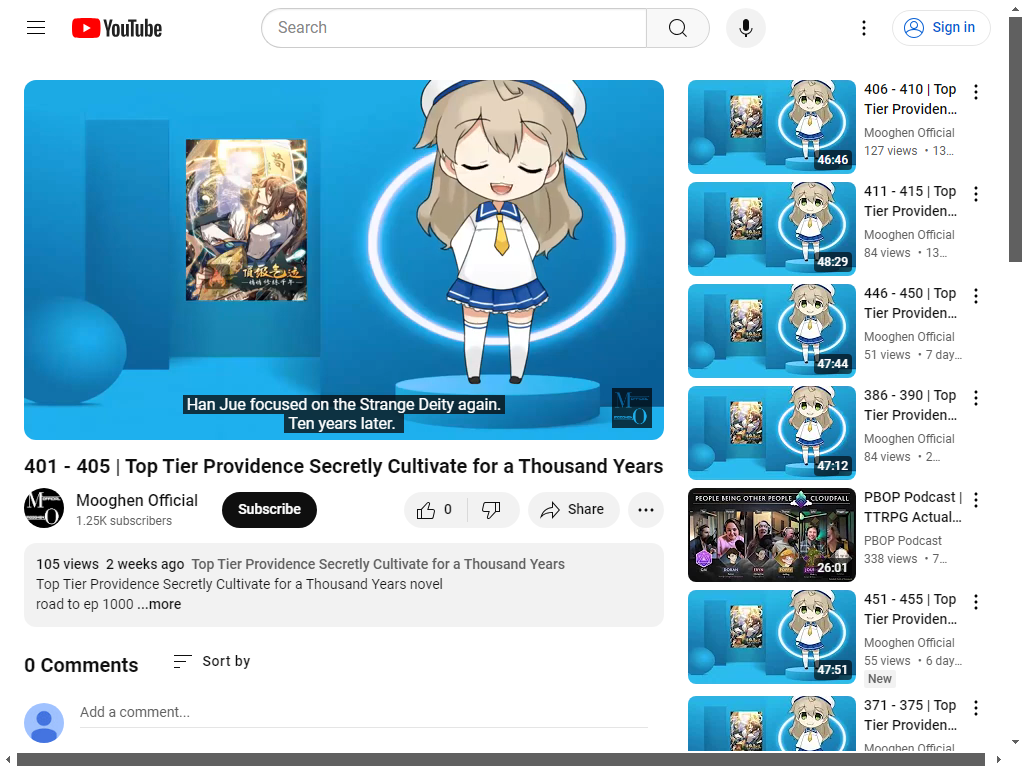 YouTube
Search
Sign in
Han Jue focused on the Strange Deity again.
Ten years later.
401 - 405 | Top Tier Providence Secretly Cultivate for a Thousand Years
Mooghen Official
1.25K subscribers
Subscribe
0
Share
105 views 2 weeks ago Top Tier Providence Secretly Cultivate for a Thousand Years
Top Tier Providence Secretly Cultivate for a Thousand Years novel
road to ep 1000 ...more
0 Comments
Sort by
Add a comment...
46:46
406 - 410 | Top
Tier Providen...
Mooghen Official
127 views • 13...
48:29
411 - 415 | Top
Tier Providen...
Mooghen Official
84 views • 13...
47:44
446 - 450 | Top
Tier Providen...
Mooghen Official
51 views • 7 day...
47:12
386 - 390 | Top
Tier Providen...
Mooghen Official
84 views • 2...
PEOPLE BEING OTHER PEOPLE CLOUDFALL
26:01
PBOP Podcast |
TTRPG Actual...
PBOP Podcast
338 views • 7...
47:51
451 - 455 | Top
Tier Providen...
Mooghen Official
55 views • 6 day...
New
371 - 375 | Top
Tier Providen...
Mooghen Official